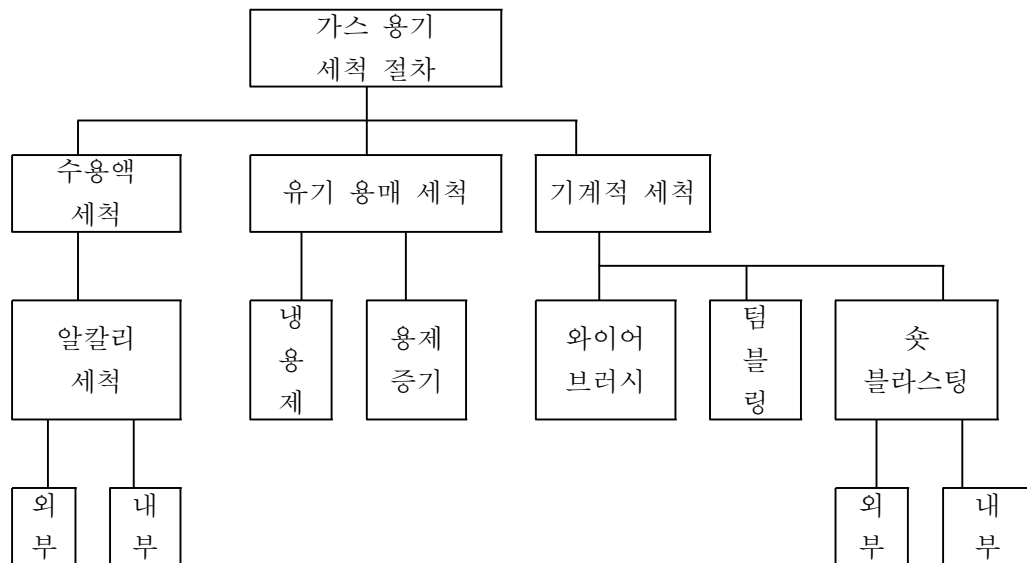 가스 용기
세척 절차
수용액
세척
유기 용매 세척
기계적 세척
알칼리
세척
냉
용
제
용제
증기
와이어
브러시
텀
블
링
숏
블라스팅
외
부
내
부
외
부
내
부